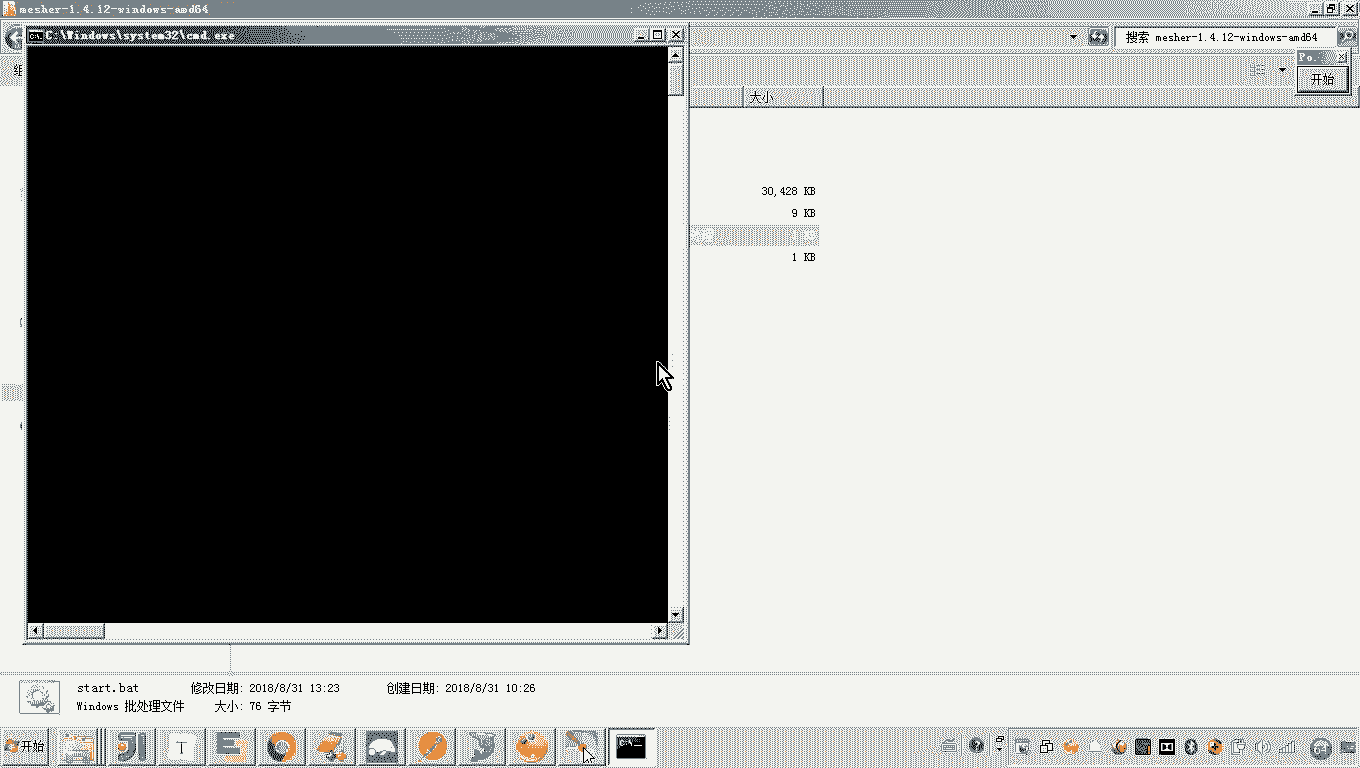 mesher-1.4.12-windows-amd64
C:\Windows\system32\cmd.exe
搜索 mesher-1.4.12-windows-amd64
组
Po.
开始
大小
30,428 KB
9 KB
1 KB
start.bat 修改日期: 2018/8/31 13:23 创建日期: 2018/8/31 10:26
Windows 批处理文件 大小: 76 字节
开始
T
64